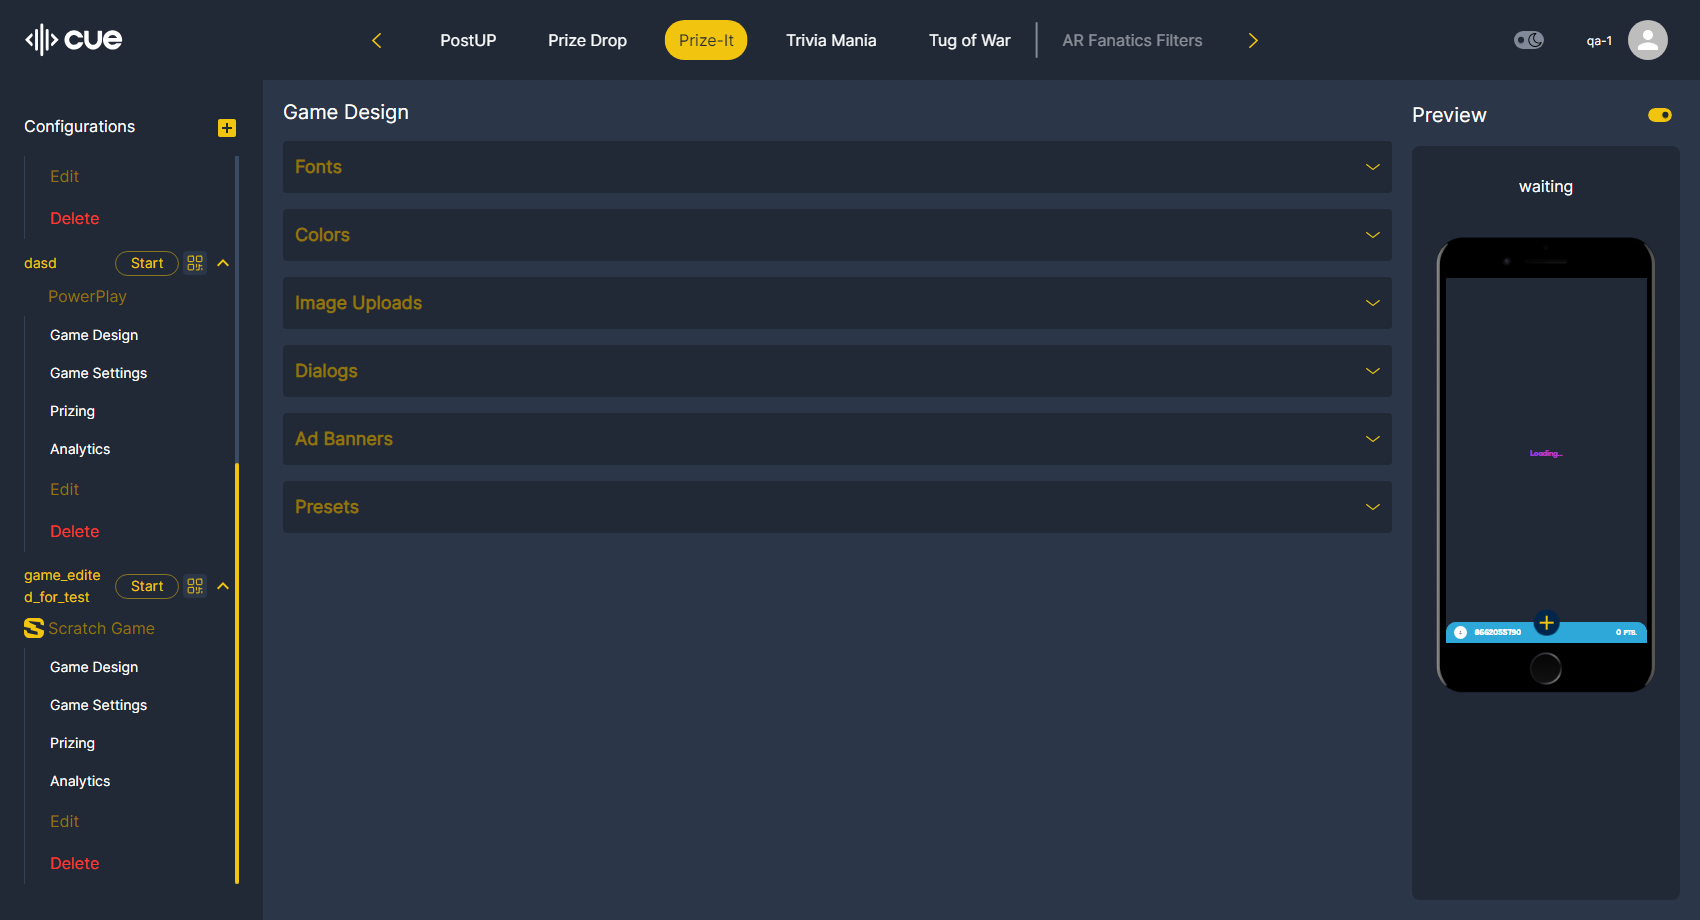 cue
PostUP
Prize Drop
Prize-It
Trivia Mania
Tug of War
AR Fanatics Filters
qa-1
Configurations
Edit
Delete
dasd
Start
PowerPlay
Game Design
Game Settings
Prizing
Analytics
Edit
Delete
game_edite
d_for_test
Start
Scratch Game
Game Design
Game Settings
Prizing
Analytics
Edit
Delete
Game Design
Fonts
Colors
Image Uploads
Dialogs
Ad Banners
Presets
Preview
waiting
Loading...
8662055790
0 PTS.